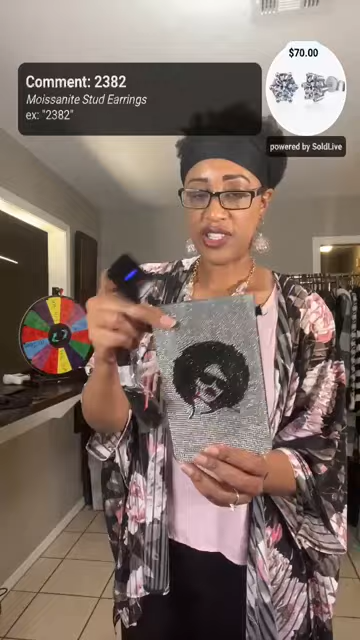 $70.00
Comment: 2382
Moissanite Stud Earrings
ex: "2382"
powered by SoldLive